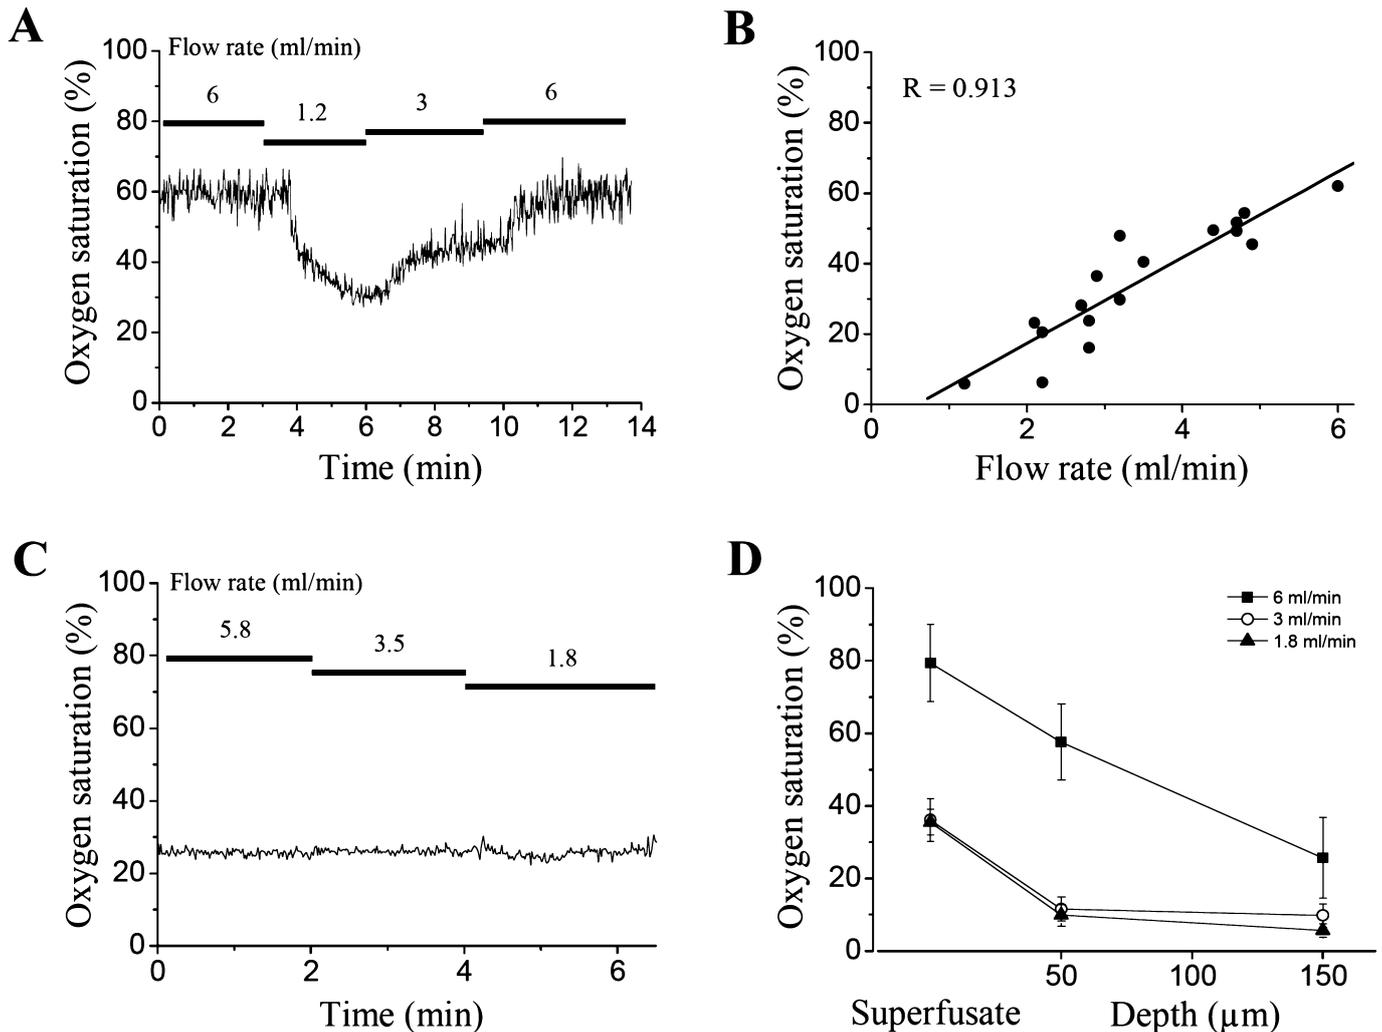 A
Flow rate (ml/min)
6
1.2
3
6
100
80
60
40
20
0
Oxygen saturation (%)
0 2 4 6 8 10 12 14
Time (min)
B
R = 0.913
100
80
60
40
20
0
Oxygen saturation (%)
0 2 4 6
Flow rate (ml/min)
C
Flow rate (ml/min)
5.8
3.5
1.8
100
80
60
40
20
0
Oxygen saturation (%)
0 2 4 6
Time (min)
D
6 ml/min
3 ml/min
1.8 ml/min
100
80
60
40
20
0
Oxygen saturation (%)
50 100 150
Superfusate Depth (µm)